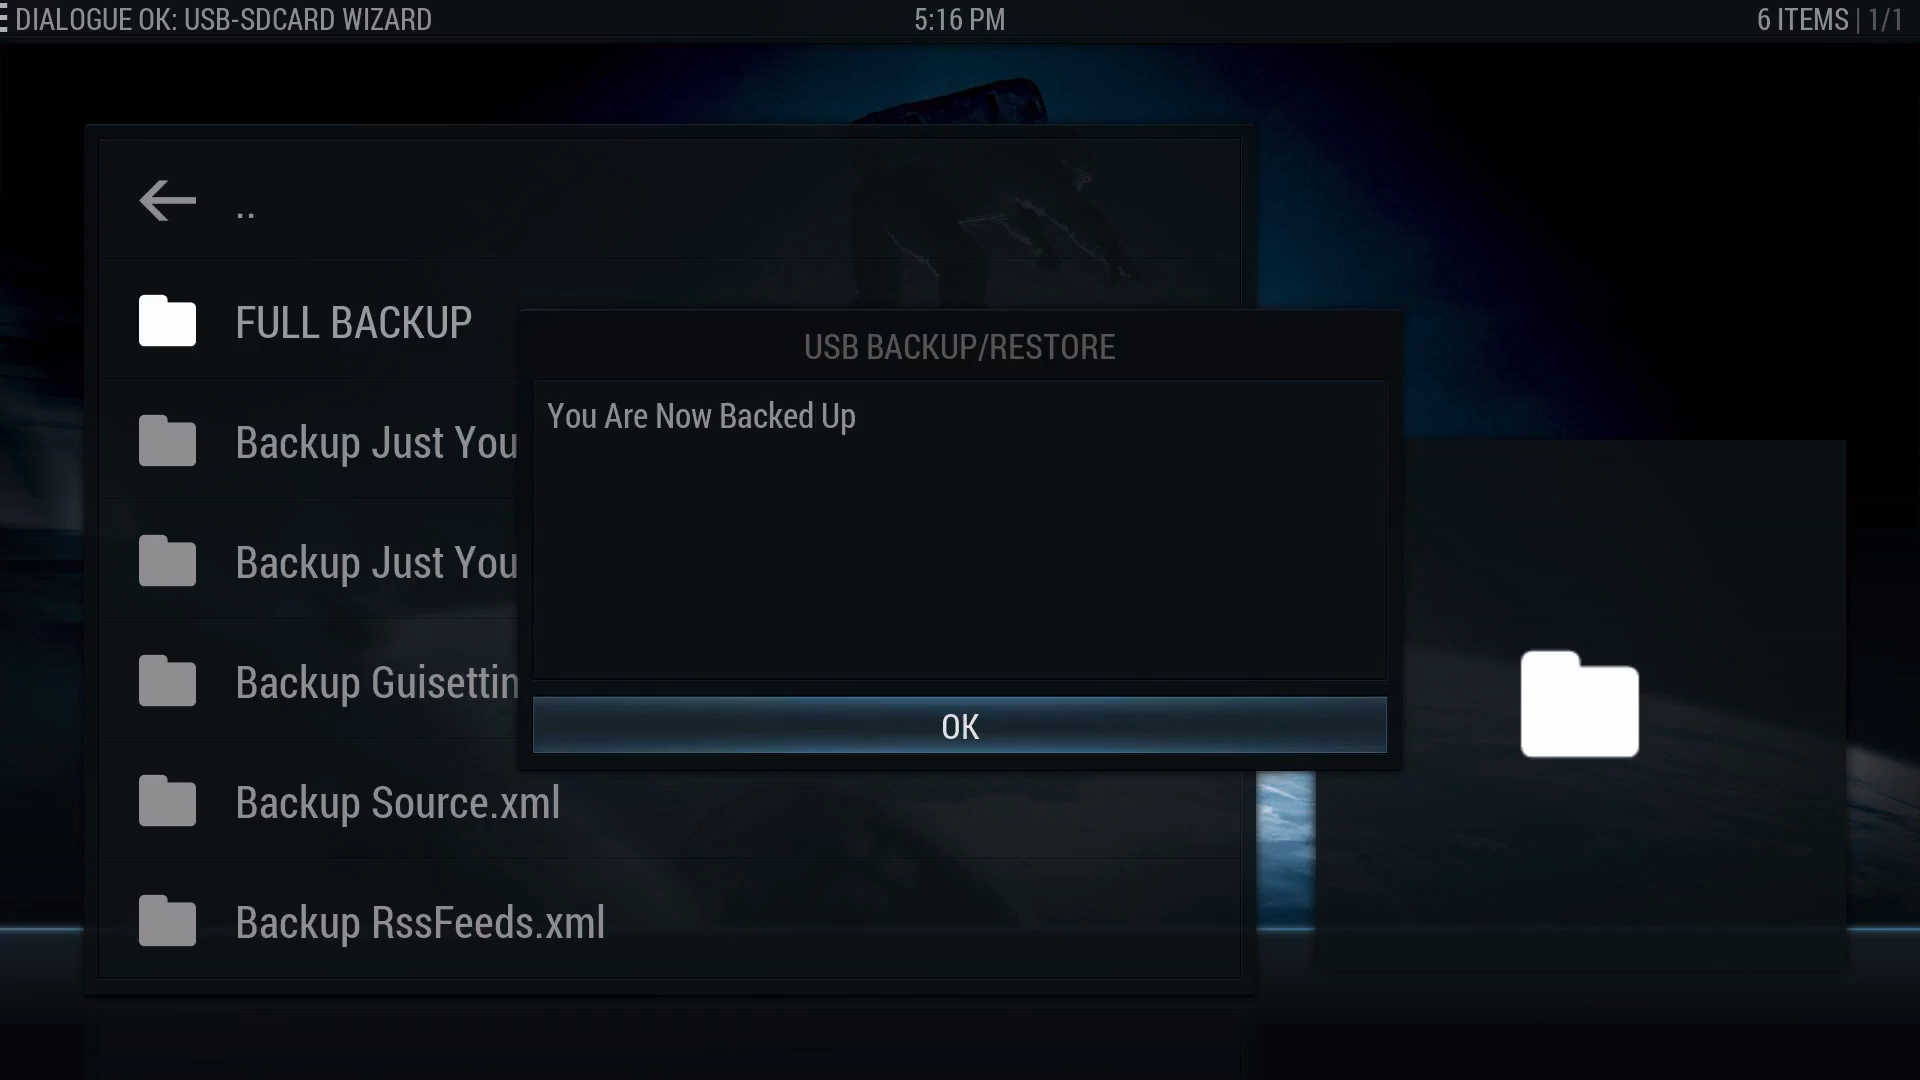 DIALOGUE OK: USB-SDCARD WIZARD
5:16 PM
6 ITEMS | 1/1
..
FULL BACKUP
USB BACKUP/RESTORE
You Are Now Backed Up
Backup Just You
Backup Just You
Backup Guisettin
OK
Backup Source.xml
Backup RssFeeds.xml